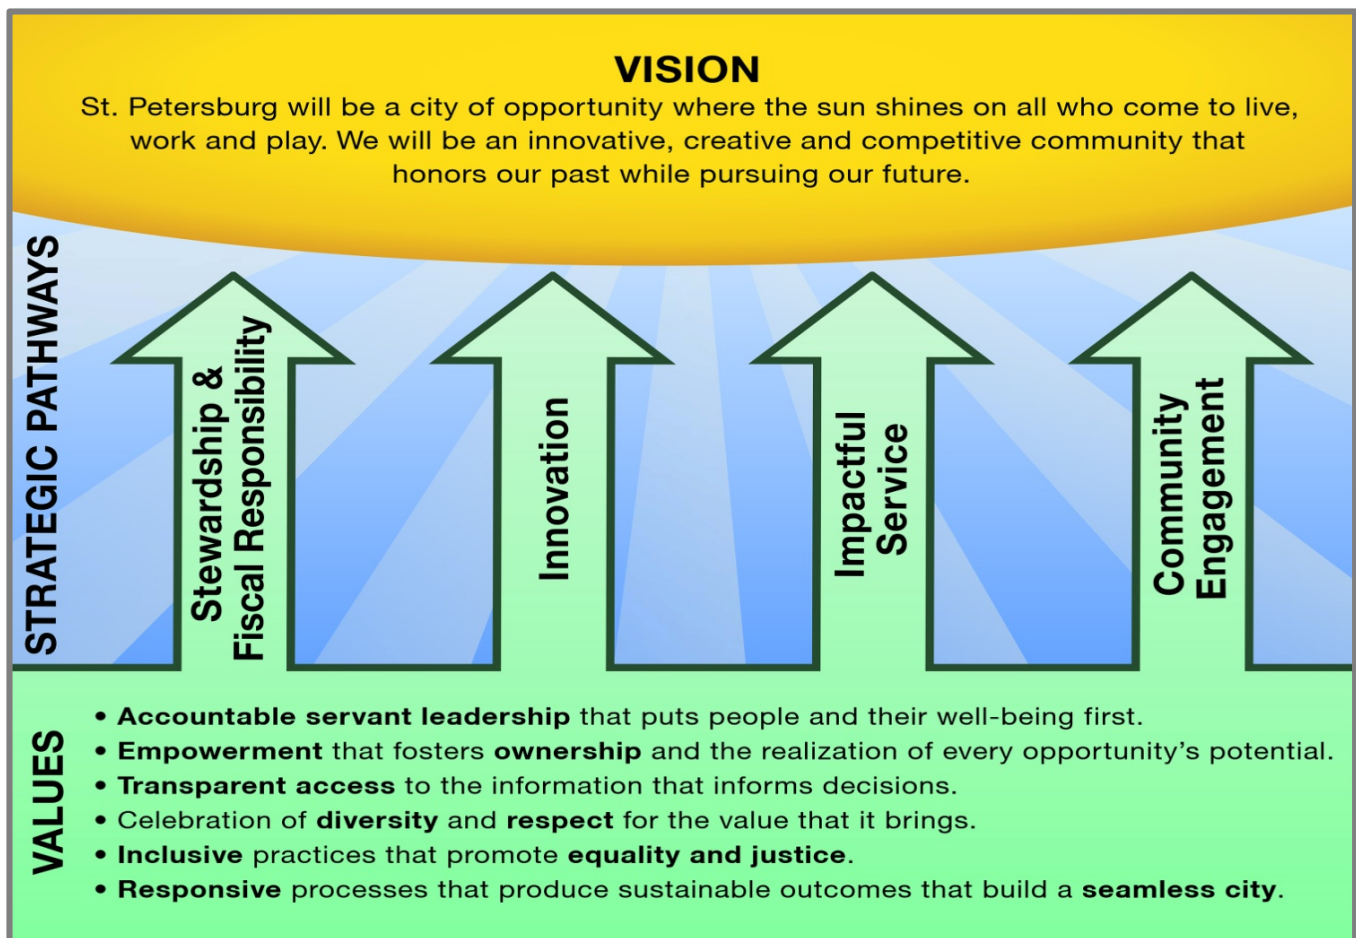 VISION
St. Petersburg will be a city of opportunity where the sun shines on all who come to live,
work and play. We will be an innovative, creative and competitive community that
honors our past while pursuing our future.
STRATEGIC PATHWAYS
Stewardship &
Fiscal Responsibility
Innovation
Impactful
Service
Community
Engagement
VALUES
• Accountable servant leadership that puts people and their well-being first.
• Empowerment that fosters ownership and the realization of every opportunity's potential.
• Transparent access to the information that informs decisions.
• Celebration of diversity and respect for the value that it brings.
• Inclusive practices that promote equality and justice.
• Responsive processes that produce sustainable outcomes that build a seamless city.